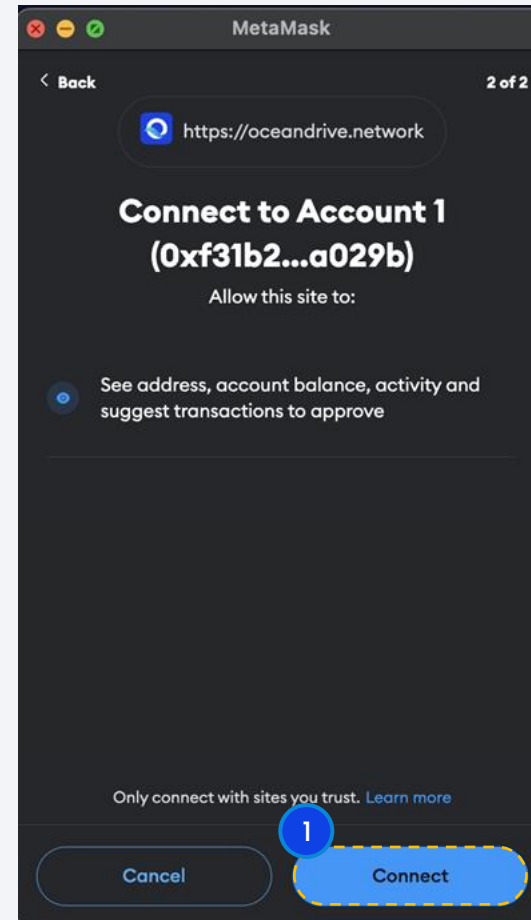 MetaMask
< Back
2 of 2
https://oceandrive.network
Connect to Account 1
(0xf31b2...a029b)
Allow this site to:
See address, account balance, activity and
suggest transactions to approve
Only connect with sites you trust. Learn more
1
Cancel
Connect